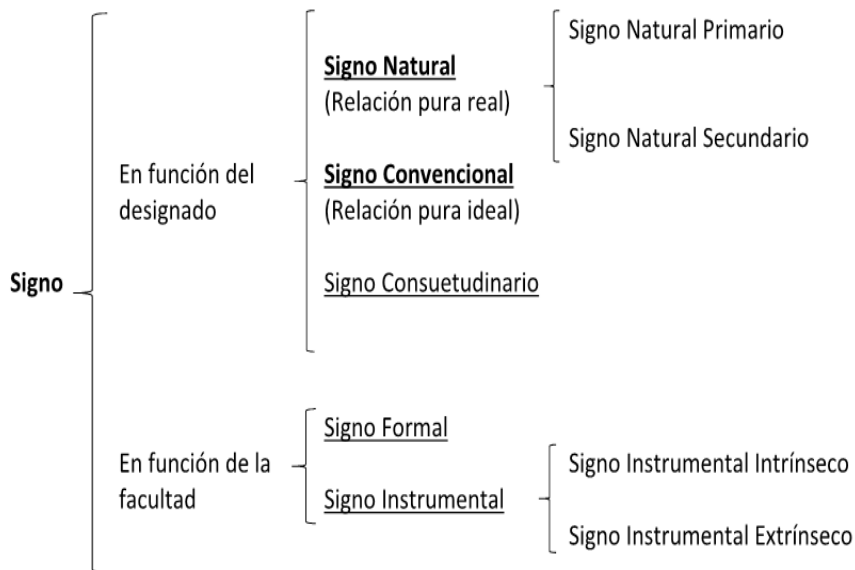 Signo
En función del
designado
Signo Natural
(Relación pura real)
Signo Natural Primario
Signo Natural Secundario
Signo Convencional
(Relación pura ideal)
Signo Consuetudinario
En función de la
facultad
Signo Formal
Signo Instrumental
Signo Instrumental Intrínseco
Signo Instrumental Extrínseco